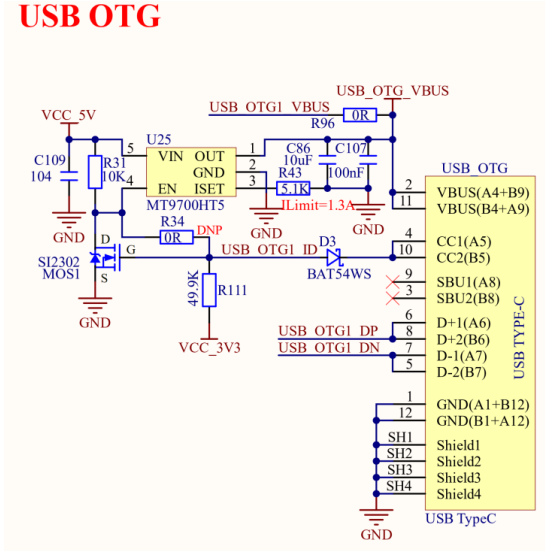 USB OTG
USB_OTG_VBUS
USB_OTG1_VBUS
0R
R96
VCC_5V
U25
C109
104
R31
10K
5
VIN
OUT
1
GND
2
4
EN
ISET
3
MT9700HT5
C86
10uF
C107
100nF
R43
5.1K
ILimit=1.3A
GND
GND
GND
R34
0R
DNP
USB_OTG1_ID
D3
BAT54WS
D
G
S
SI2302
MOS1
GND
49.9K
R111
VCC_3V3
USB_OTG1_DP
USB_OTG1_DN
USB_OTG
2 VBUS(A4+B9)
11 VBUS(B4+A9)
4 CC1(A5)
10 CC2(B5)
9 SBU1(A8)
3 SBU2(B8)
6 D+1(A6)
8 D+2(B6)
7 D-1(A7)
5 D-2(B7)
USB TYPE-C
1 GND(A1+B12)
12 GND(B1+A12)
SH1 Shield1
SH2 Shield2
SH3 Shield3
SH4 Shield4
USB TypeC
GND